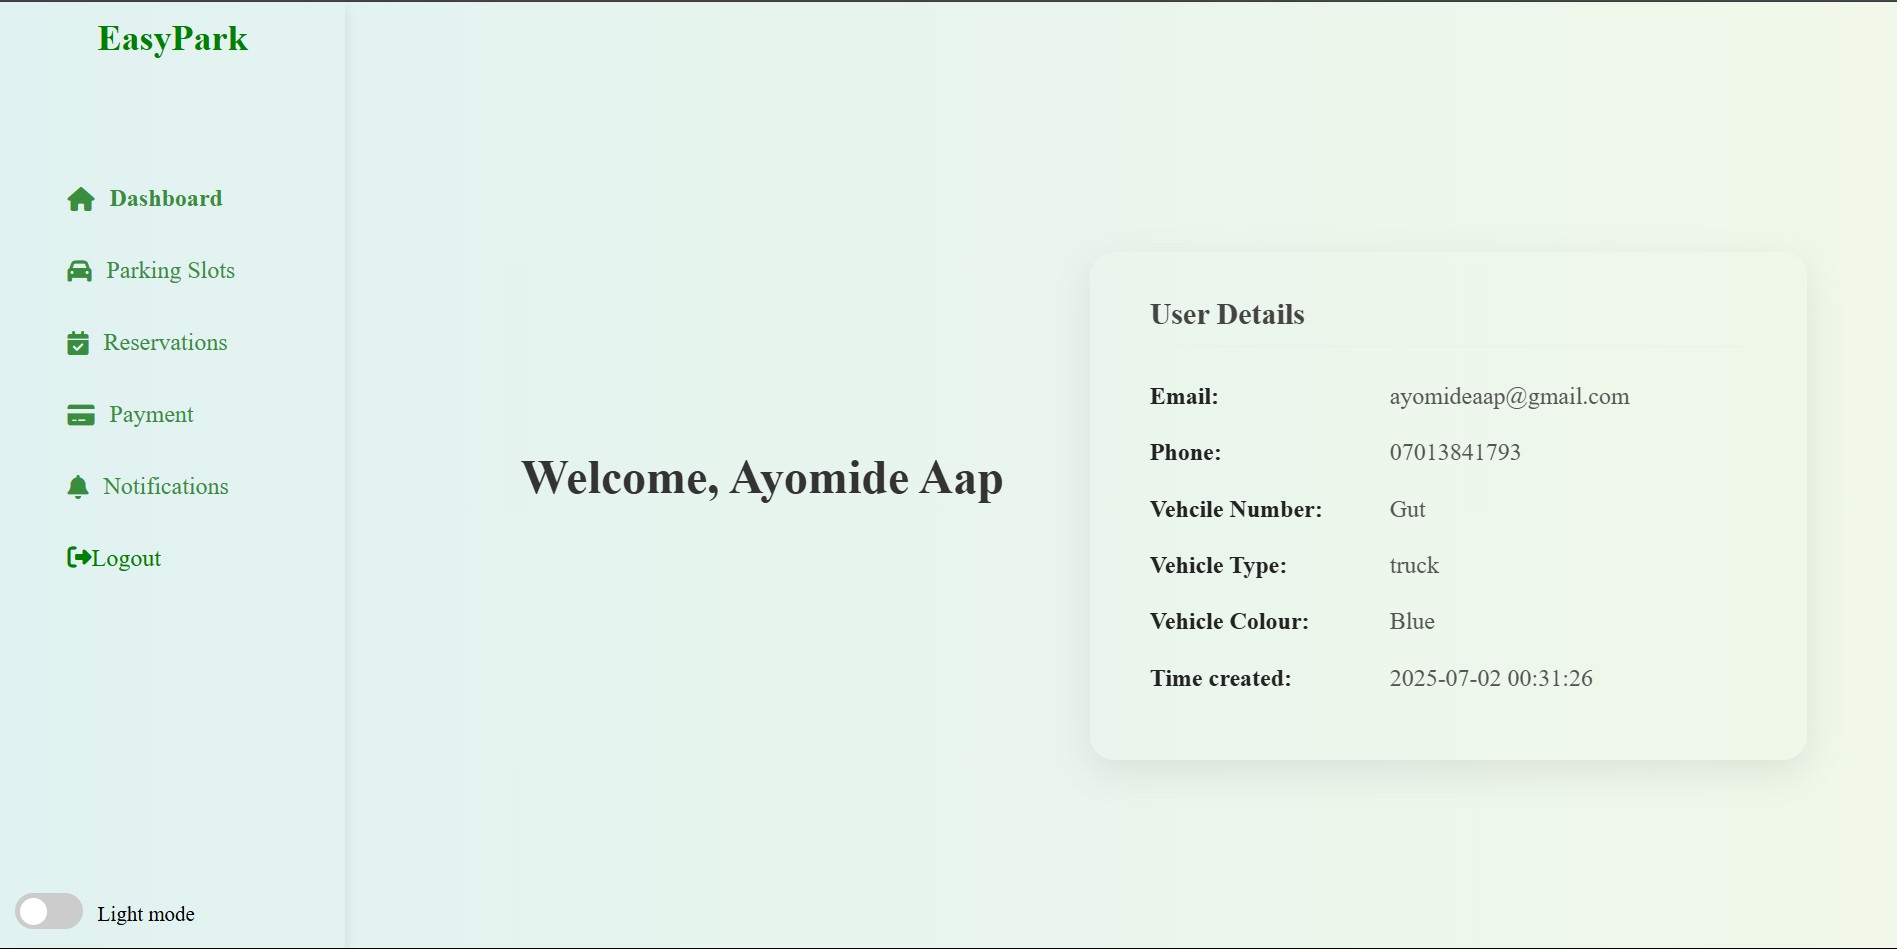 EasyPark
Dashboard
Parking Slots
Reservations
Payment
Notifications
Logout
Light mode
Welcome, Ayomide Aap
User Details
Email: ayomideaap@gmail.com
Phone: 07013841793
Vehcile Number: Gut
Vehicle Type: truck
Vehicle Colour: Blue
Time created: 2025-07-02 00:31:26